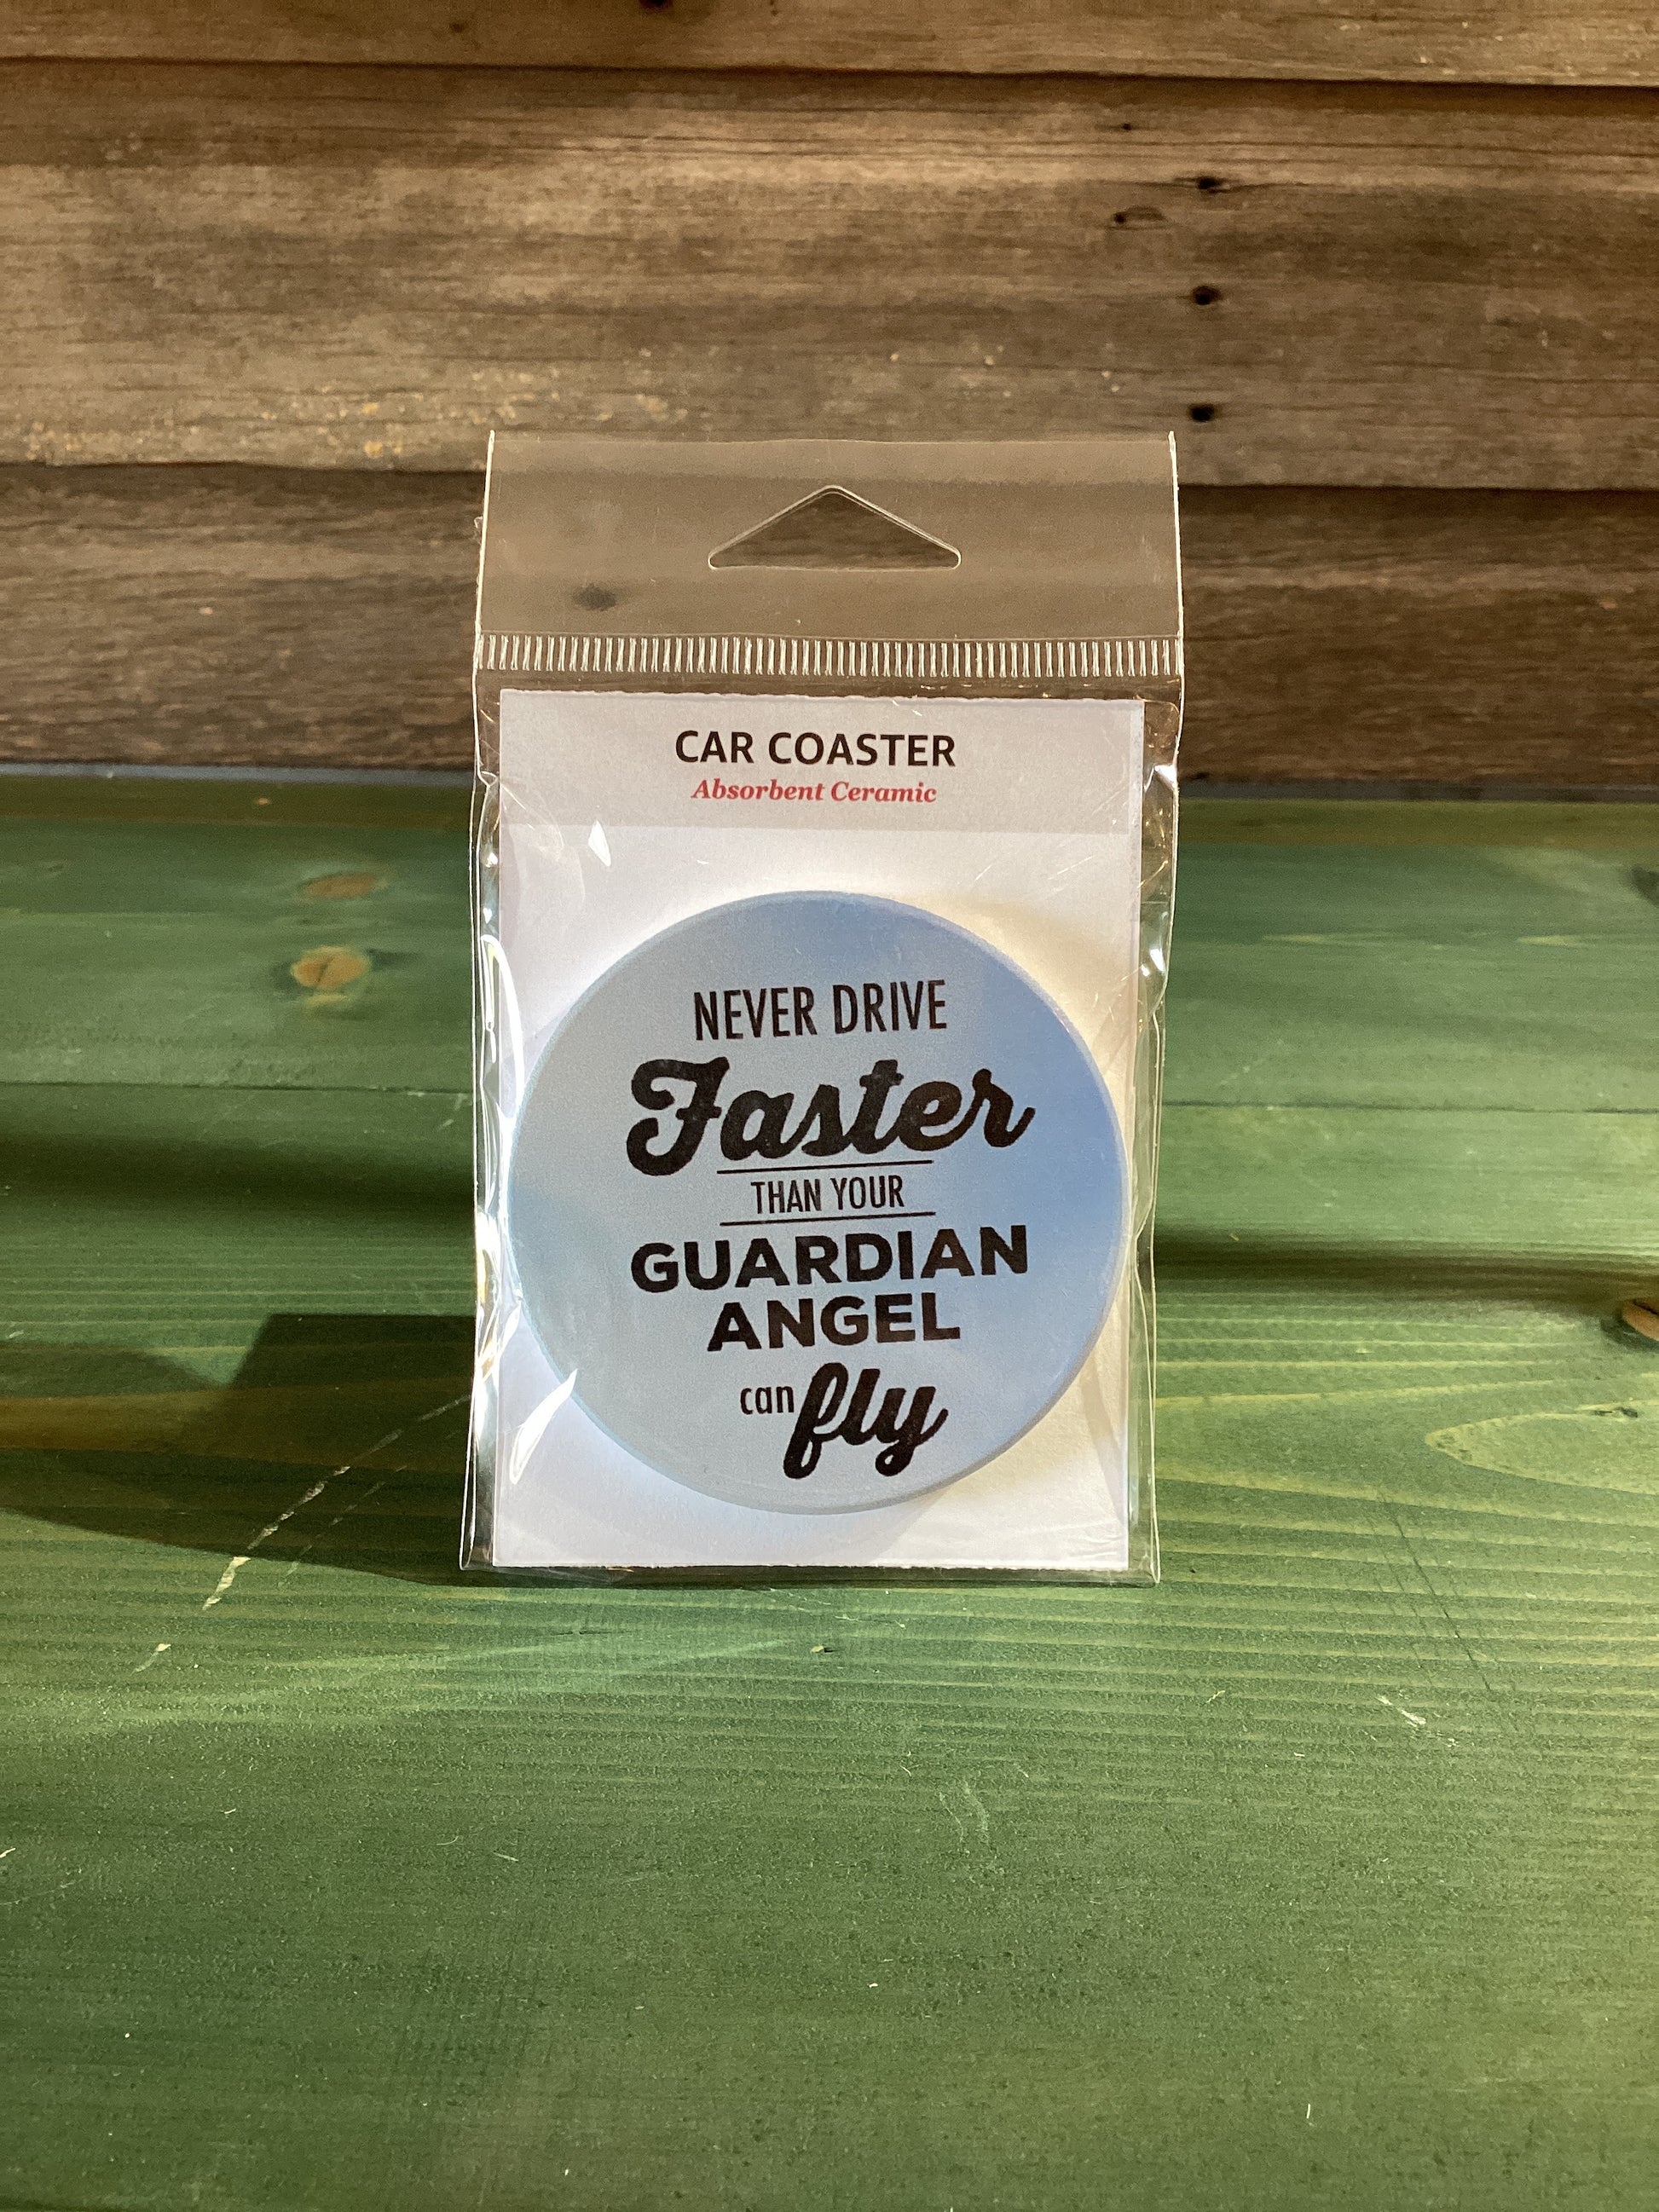 CAR COASTER
Absorbent Ceramic
NEVER DRIVE
Faster
THAN YOUR
GUARDIAN
ANGEL
can fly